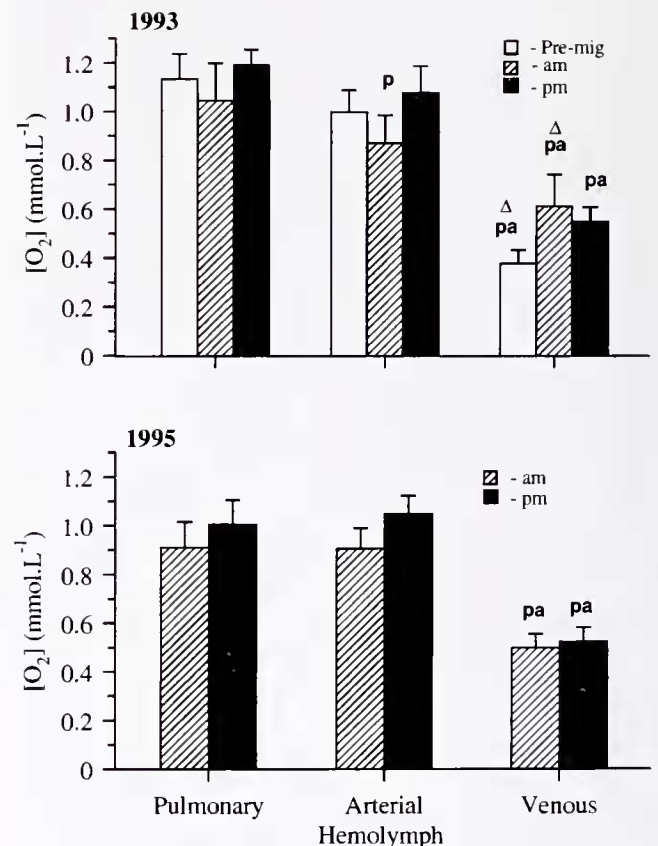 1993
- Pre-mig
- am
- pm
[O₂] (mmol.L⁻¹)
1.2
1.0
0.8
0.6
0.4
0.2
0
p
Δ
pa
Δ
pa
pa
1995
- am
- pm
[O₂] (mmol.L⁻¹)
1.2
1.0
0.8
0.6
0.4
0.2
0
pa
pa
Pulmonary
Arterial
Venous
Hemolymph